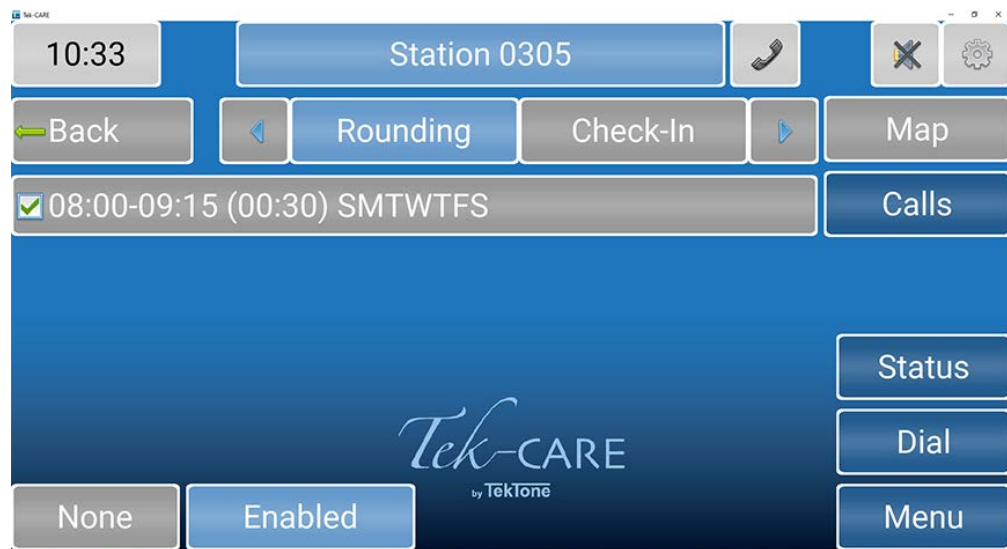 Tek-CARE
10:33
Station 0305
Back
Rounding
Check-In
Map
08:00-09:15 (00:30) SMTWTFS
Calls
Status
Tek-CARE
by TekTone
Dial
None
Enabled
Menu